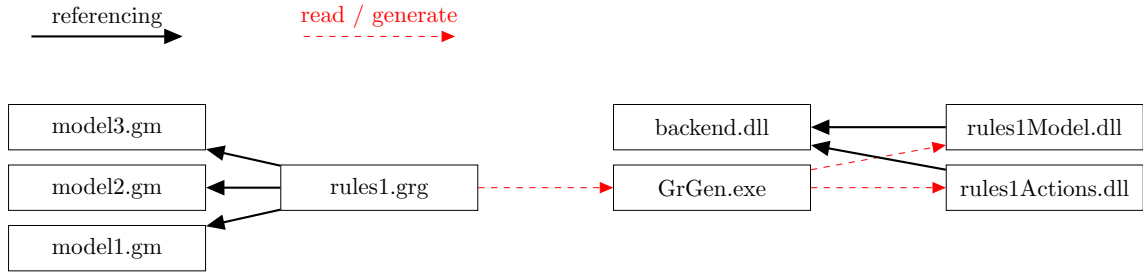 referencing
read / generate
model3.gm
backend.dll
rules1Model.dll
model2.gm
rules1.grg
GrGen.exe
rules1Actions.dll
model1.gm